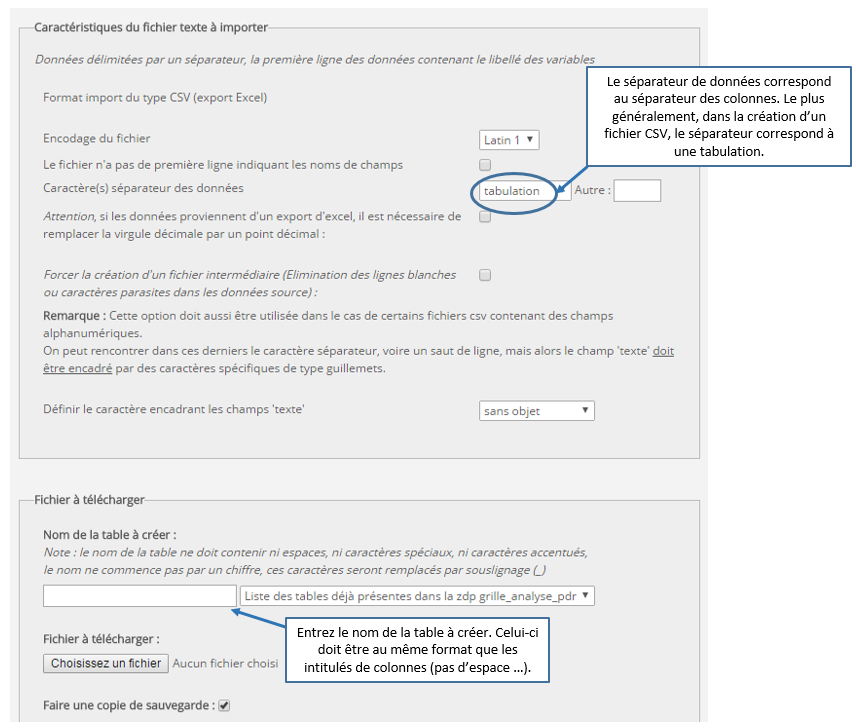 Caractéristiques du fichier texte à importer
Données délimitées par un séparateur, la première ligne des données contenant le libellé des variables
Format import du type CSV (export Excel)
Le séparateur de données correspond
au séparateur des colonnes. Le plus
généralement, dans la création d'un
fichier CSV, le séparateur correspond à
une tabulation.
Encodage du fichier
Latin 1
Le fichier n'a pas de première ligne indiquant les noms de champs
Caractère(s) séparateur des données
tabulation
Autre :
Attention, si les données proviennent d'un export d'excel, il est nécessaire de
remplacer la virgule décimale par un point décimal :
Forcer la création d'un fichier intermédiaire (Elimination des lignes blanches
ou caractères parasites dans les données source) :
Remarque : Cette option doit aussi être utilisée dans le cas de certains fichiers csv contenant des champs
alphanumériques.
On peut rencontrer dans ces derniers le caractère séparateur, voire un saut de ligne, mais alors le champ 'texte' doit
être encadré par des caractères spécifiques de type guillemets.
Définir le caractère encadrant les champs 'texte'
sans objet
Fichier à télécharger
Nom de la table à créer :
Note : le nom de la table ne doit contenir ni espaces, ni caractères spéciaux, ni caractères accentués,
le nom ne commence pas par un chiffre, ces caractères seront remplacés par souslignage (_)
Liste des tables déjà présentes dans la zdp grille_analyse_pdr
Entrez le nom de la table à créer. Celui-ci
doit être au même format que les
intitulés de colonnes (pas d'espace …).
Fichier à télécharger :
Choisissez un fichier
Aucun fichier choisi
Faire une copie de sauvegarde :